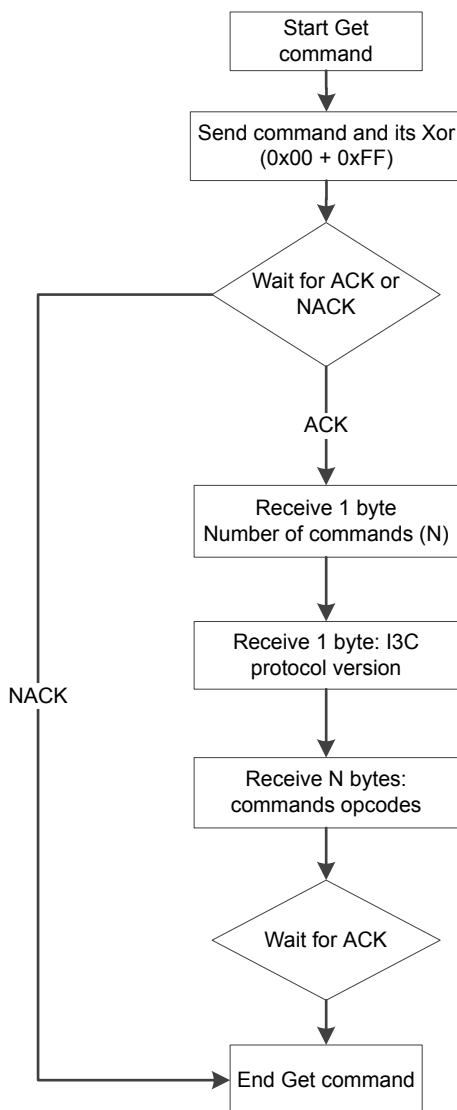 Start Get
command
Send command and its Xor
(0x00 + 0xFF)
Wait for ACK or
NACK
ACK
Receive 1 byte
Number of commands (N)
Receive 1 byte: I3C
protocol version
NACK
Receive N bytes:
commands opcodes
Wait for ACK
End Get command